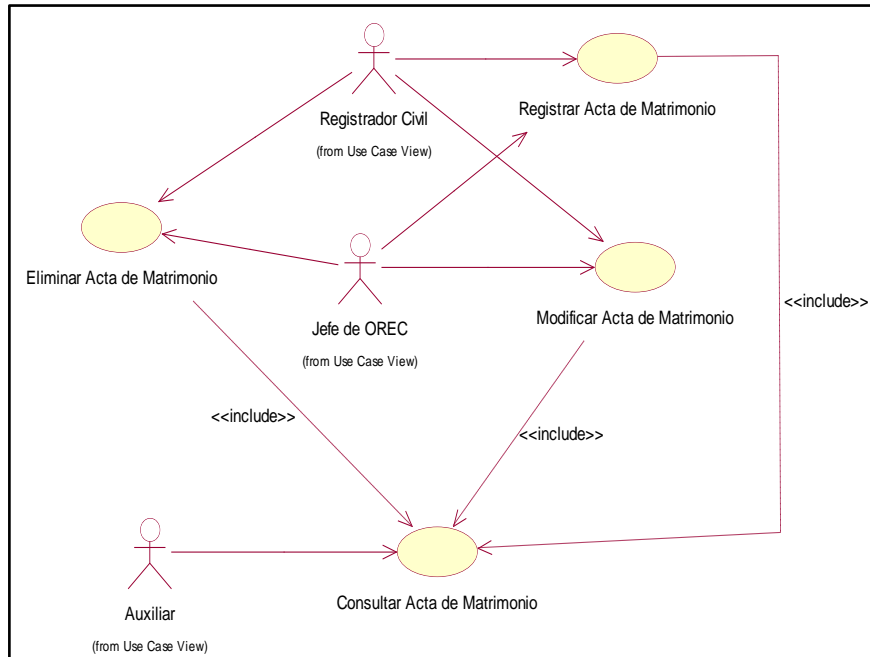 Registrador Civil
(from Use Case View)
Registrar Acta de Matrimonio
Eliminar Acta de Matrimonio
Jefe de OREC
(from Use Case View)
Modificar Acta de Matrimonio
<<include>>
<<include>>
<<include>>
Auxiliar
(from Use Case View)
Consultar Acta de Matrimonio